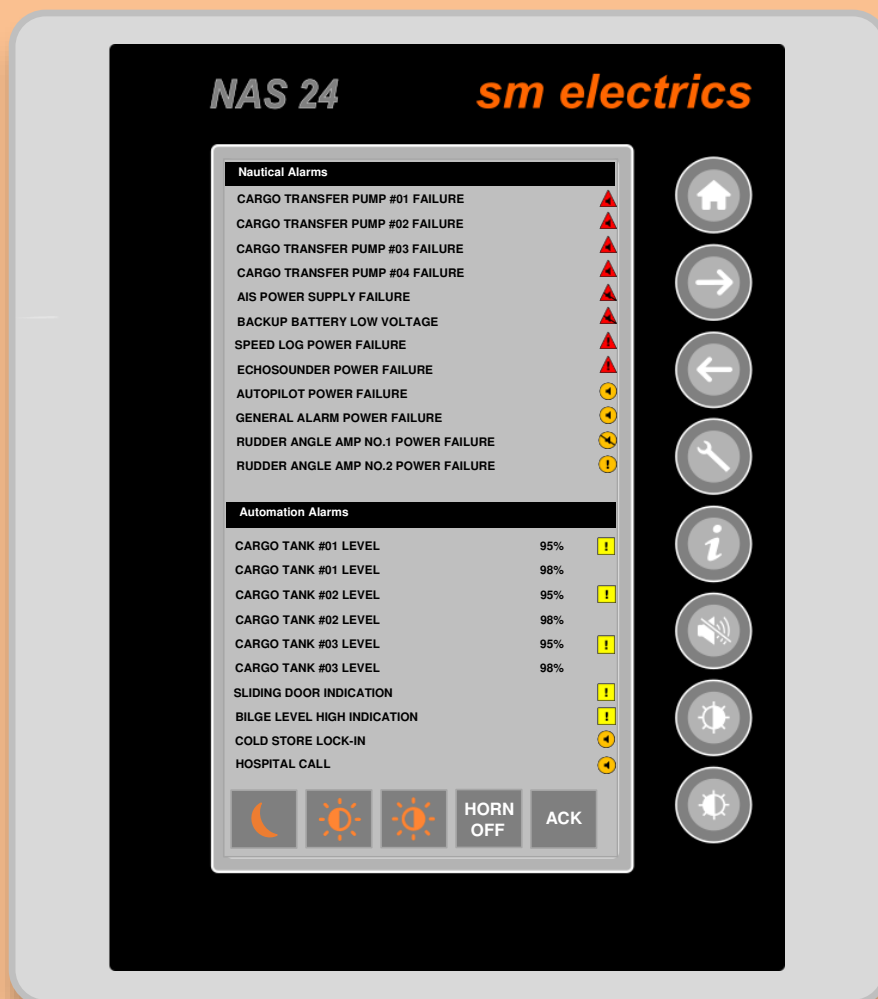 NAS 24 sm electrics
Nautical Alarms
CARGO TRANSFER PUMP #01 FAILURE
CARGO TRANSFER PUMP #02 FAILURE
CARGO TRANSFER PUMP #03 FAILURE
CARGO TRANSFER PUMP #04 FAILURE
AIS POWER SUPPLY FAILURE
BACKUP BATTERY LOW VOLTAGE
SPEED LOG POWER FAILURE
ECHOSOUNDER POWER FAILURE
AUTOPILOT POWER FAILURE
GENERAL ALARM POWER FAILURE
RUDDER ANGLE AMP NO.1 POWER FAILURE
RUDDER ANGLE AMP NO.2 POWER FAILURE
Automation Alarms
CARGO TANK #01 LEVEL 95%
CARGO TANK #01 LEVEL 98%
CARGO TANK #02 LEVEL 95%
CARGO TANK #02 LEVEL 98%
CARGO TANK #03 LEVEL 95%
CARGO TANK #03 LEVEL 98%
SLIDING DOOR INDICATION
BILGE LEVEL HIGH INDICATION
COLD STORE LOCK-IN
HOSPITAL CALL
HORN
OFF
ACK